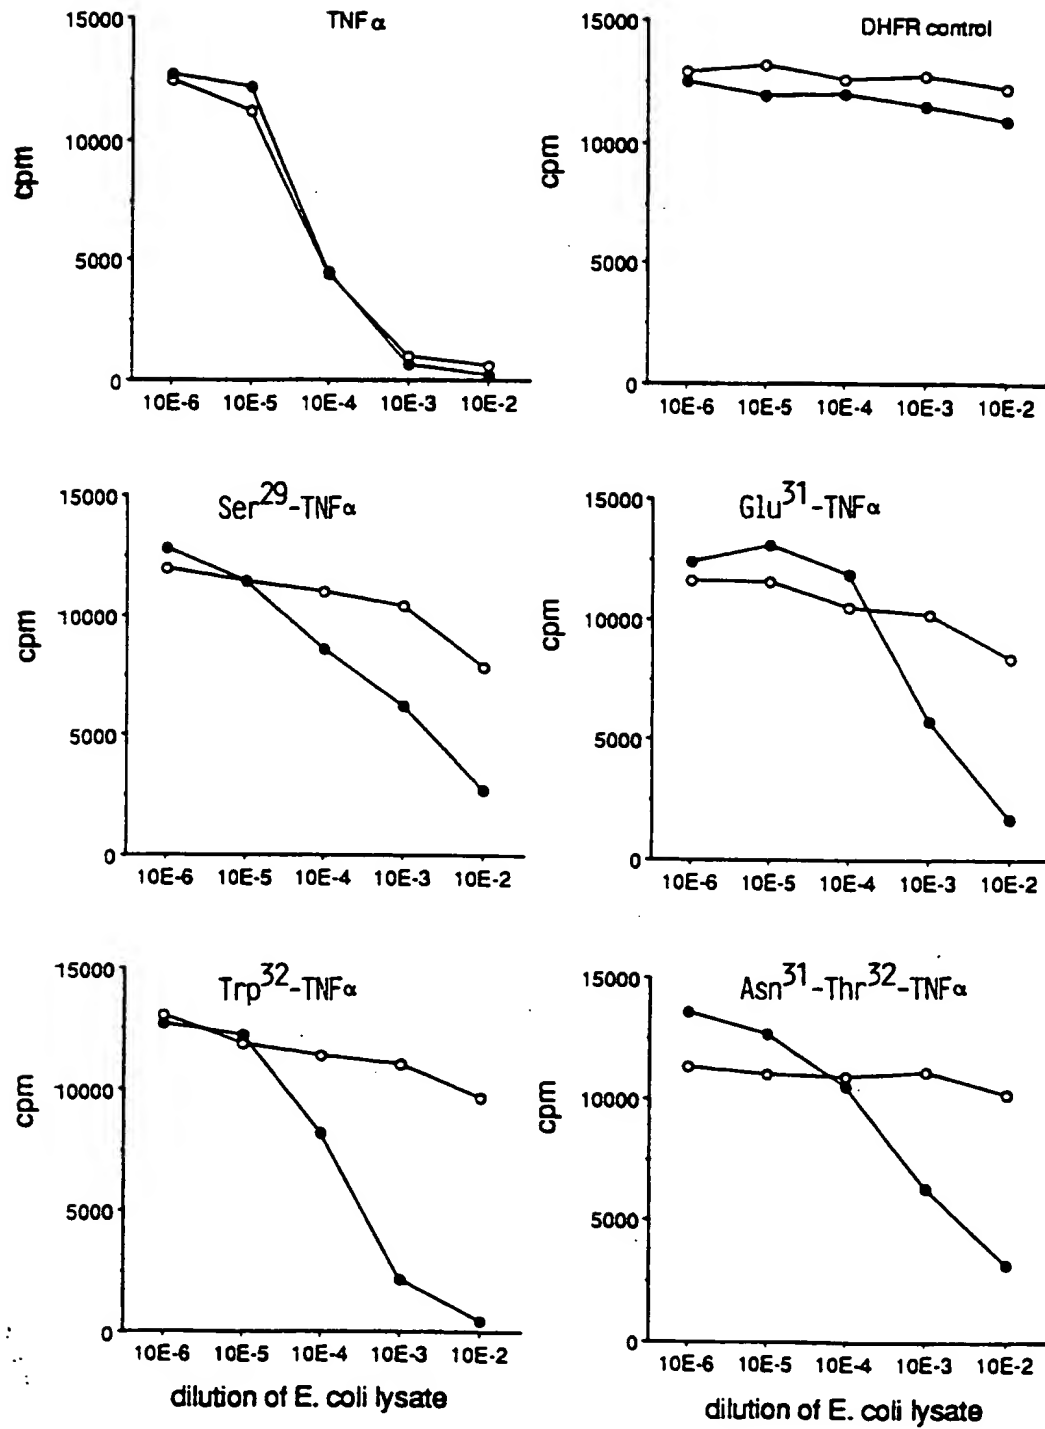 TNFα
15000
10000
5000
0
cpm
10E-6 10E-5 10E-4 10E-3 10E-2
DHFR control
15000
10000
5000
0
cpm
10E-6 10E-5 10E-4 10E-3 10E-2
Ser29-TNFα
15000
10000
5000
0
cpm
10E-6 10E-5 10E-4 10E-3 10E-2
Glu31-TNFα
15000
10000
5000
0
cpm
10E-6 10E-5 10E-4 10E-3 10E-2
Trp32-TNFα
15000
10000
5000
0
cpm
10E-6 10E-5 10E-4 10E-3 10E-2
dilution of E. coli lysate
Asn31-Thr32-TNFα
15000
10000
5000
0
cpm
10E-6 10E-5 10E-4 10E-3 10E-2
dilution of E. coli lysate